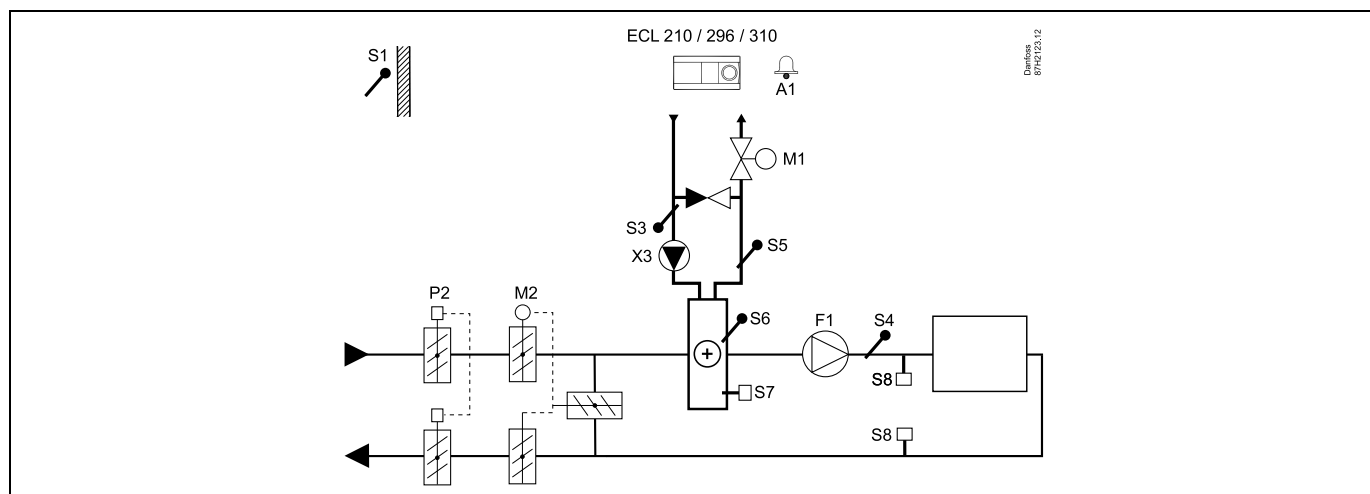 ECL 210 / 296 / 310
Danfoss
87H2123.12
S1
A1
M1
S3
S5
X3
P2
M2
S6
F1
S4
+
S8
S7
S8